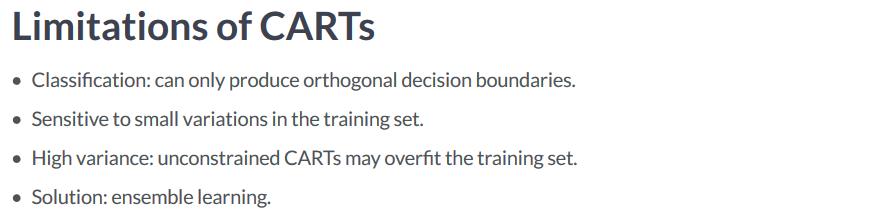 Limitations of CARTs
• Classification: can only produce orthogonal decision boundaries.
• Sensitive to small variations in the training set.
• High variance: unconstrained CARTs may overfit the training set.
• Solution: ensemble learning.